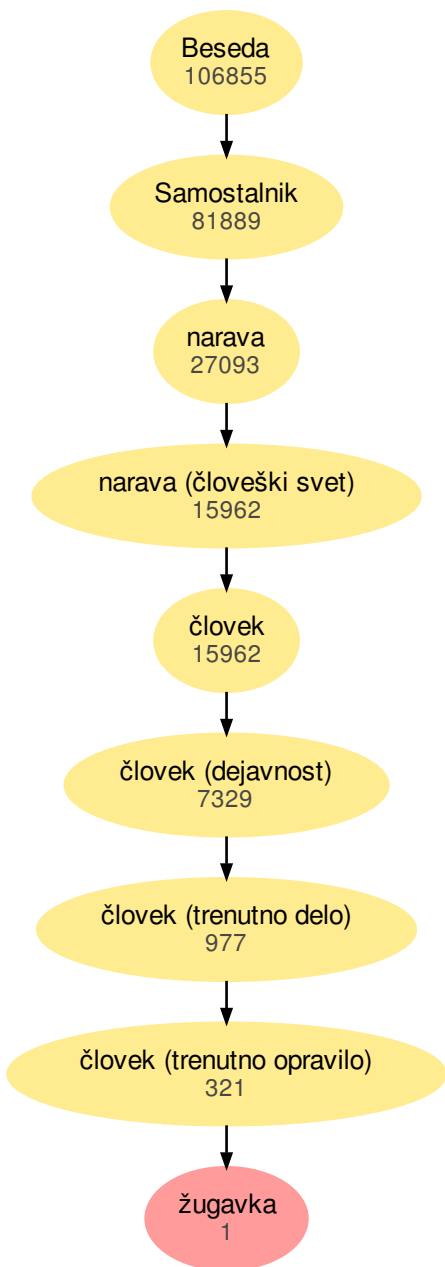 Beseda
106855
Samostalnik
81889
narava
27093
narava (človeški svet)
15962
človek
15962
človek (dejavnost)
7329
človek (trenutno delo)
977
človek (trenutno opravilo)
321
žugavka
1